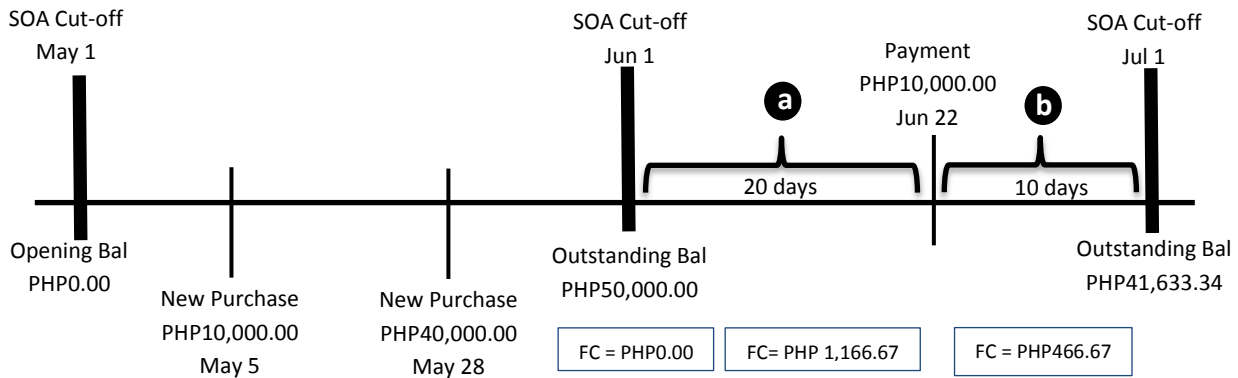 SOA Cut-off
May 1
SOA Cut-off
Jun 1
Payment
PHP10,000.00
Jun 22
SOA Cut-off
Jul 1
a
b
20 days
10 days
Opening Bal
PHP0.00
New Purchase
PHP10,000.00
May 5
New Purchase
PHP40,000.00
May 28
Outstanding Bal
PHP50,000.00
Outstanding Bal
PHP41,633.34
FC = PHP0.00
FC= PHP 1,166.67
FC = PHP466.67